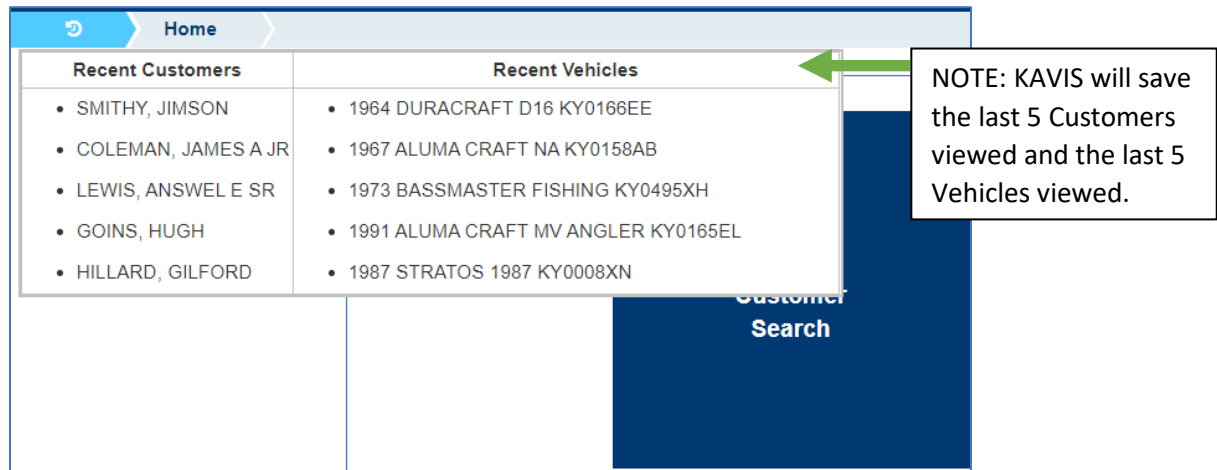 Home
Recent Customers
Recent Vehicles
• SMITHY, JIMSON
• COLEMAN, JAMES A JR
• LEWIS, ANSWEL E SR
• GOINS, HUGH
• HILLARD, GILFORD
• 1964 DURACRAFT D16 KY0166EE
• 1967 ALUMA CRAFT NA KY0158AB
• 1973 BASSMASTER FISHING KY0495XH
• 1991 ALUMA CRAFT MV ANGLER KY0165EL
• 1987 STRATOS 1987 KY0008XN
NOTE: KAVIS will save
the last 5 Customers
viewed and the last 5
Vehicles viewed.
Customer
Search